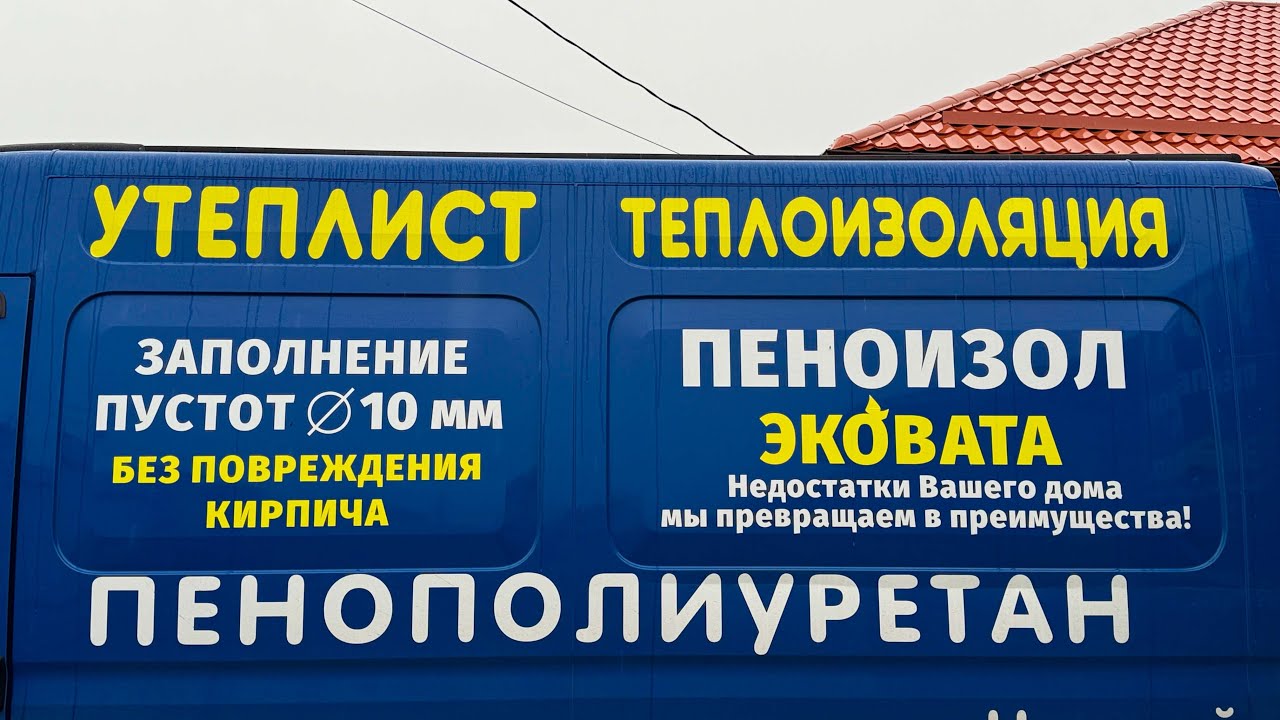 УТЕПЛИСТ
ТЕПЛОИЗОЛЯЦИЯ
ЗАПОЛНЕНИЕ
ПУСТОТ ⌀ 10 мм
БЕЗ ПОВРЕЖДЕНИЯ
КИРПИЧА
ПЕНОИЗОЛ
ЭКОВАТА
Недостатки Вашего дома
мы превращаем в преимущества!
ПЕНОПОЛИУРЕТАН